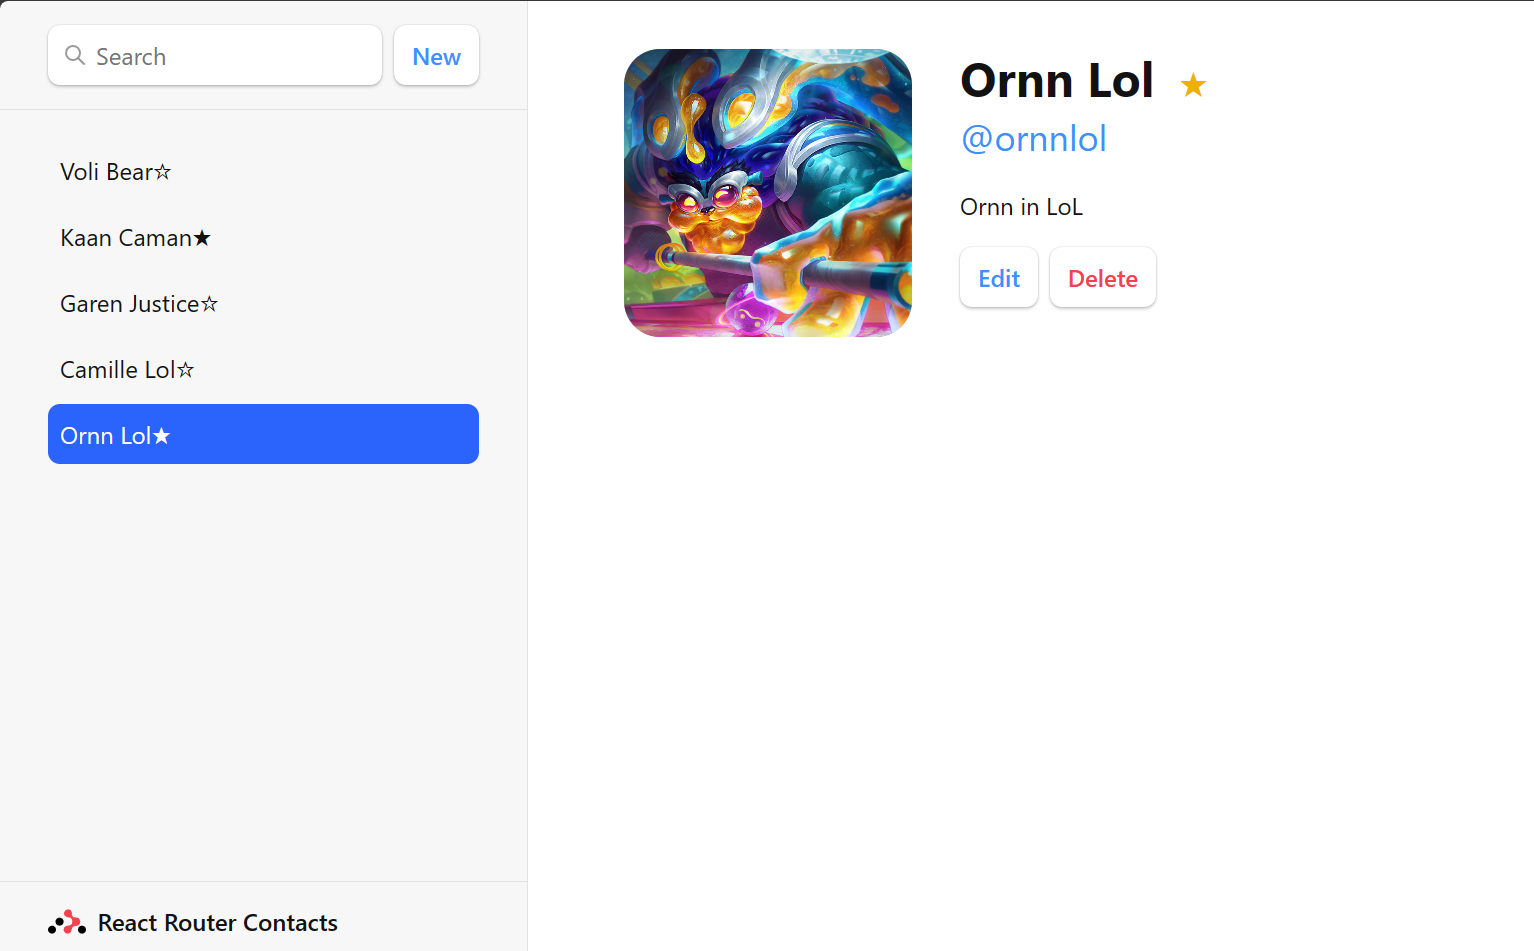 Search
New
Voli Bear☆
Kaan Caman★
Garen Justice☆
Camille Lol☆
Ornn Lol★
React Router Contacts
Ornn Lol ★
@ornnlol
Ornn in LoL
Edit
Delete